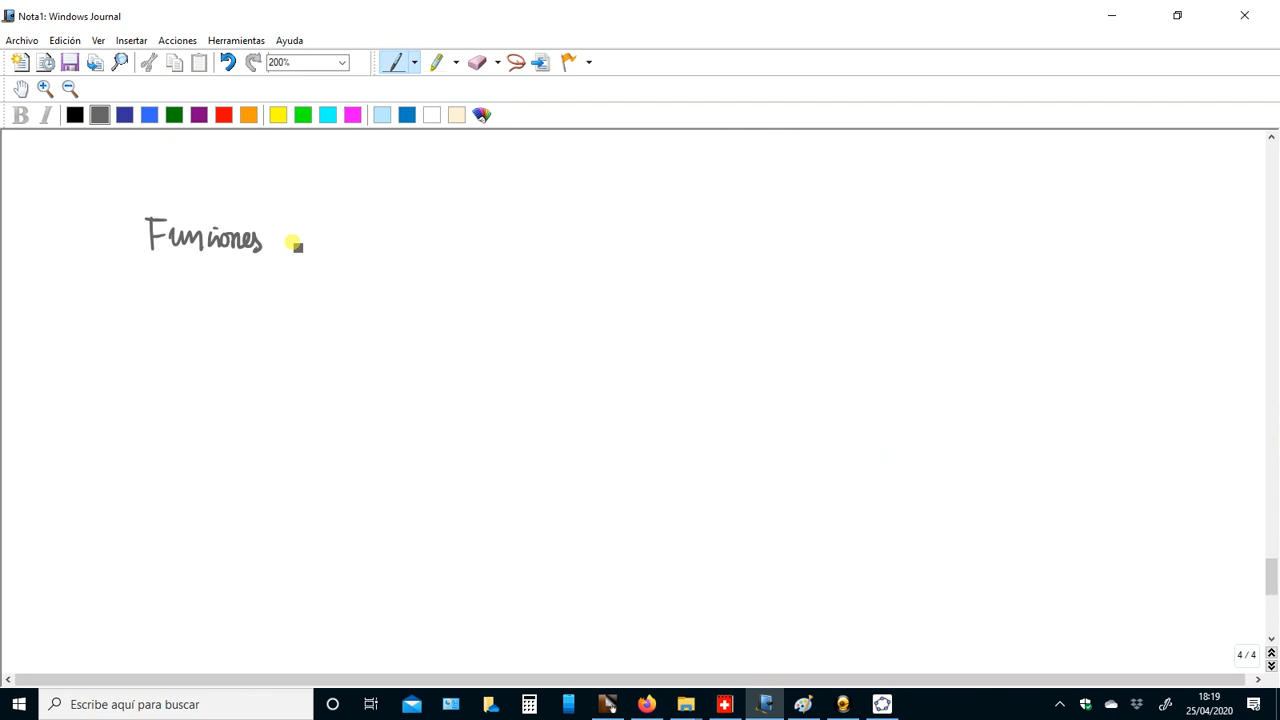 Nota1: Windows Journal
Archivo Edición Ver Insertar Acciones Herramientas Ayuda
200%
B I
Funciones
4 / 4
Escribe aquí para buscar
18:19
25/04/2020